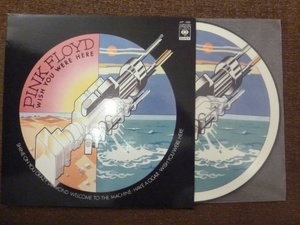 PINK FLOYD
WISH YOU WERE HERE
SHINE ON YOU CRAZY DIAMOND·WELCOME TO THE MACHINE·HAVE A CIGAR·WISH YOU WERE HERE
CBS